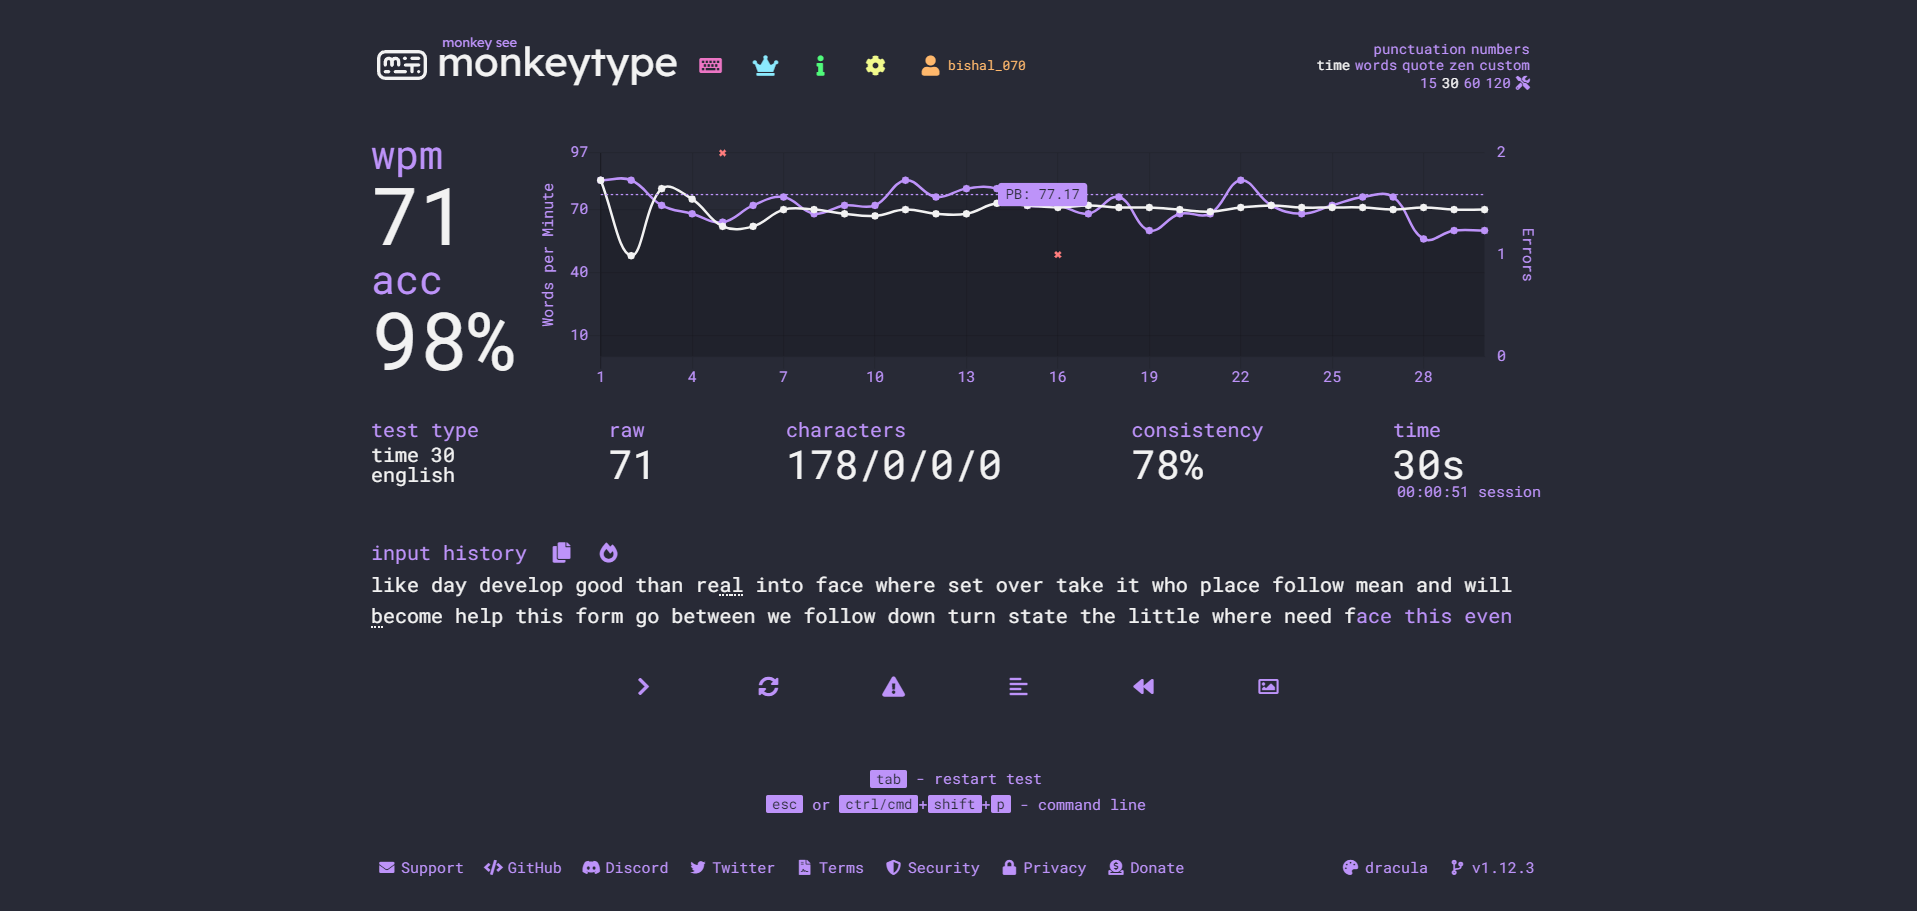 monkey see
monkeytype
bishal_070
punctuation numbers
time words quote zen custom
15 30 60 120
wpm
71
acc
98%
Words per Minute
97
70
40
10
PB: 77.17
2
1
0
Errors
1 4 7 10 13 16 19 22 25 28
test type
time 30
english
raw
71
characters
178/0/0/0
consistency
78%
time
30s
00:00:51 session
input history
like day develop good than real into face where set over take it who place follow mean and will
become help this form go between we follow down turn state the little where need face this even
tab - restart test
esc or ctrl/cmd+shift+p - command line
Support GitHub Discord Twitter Terms Security Privacy Donate dracula v1.12.3